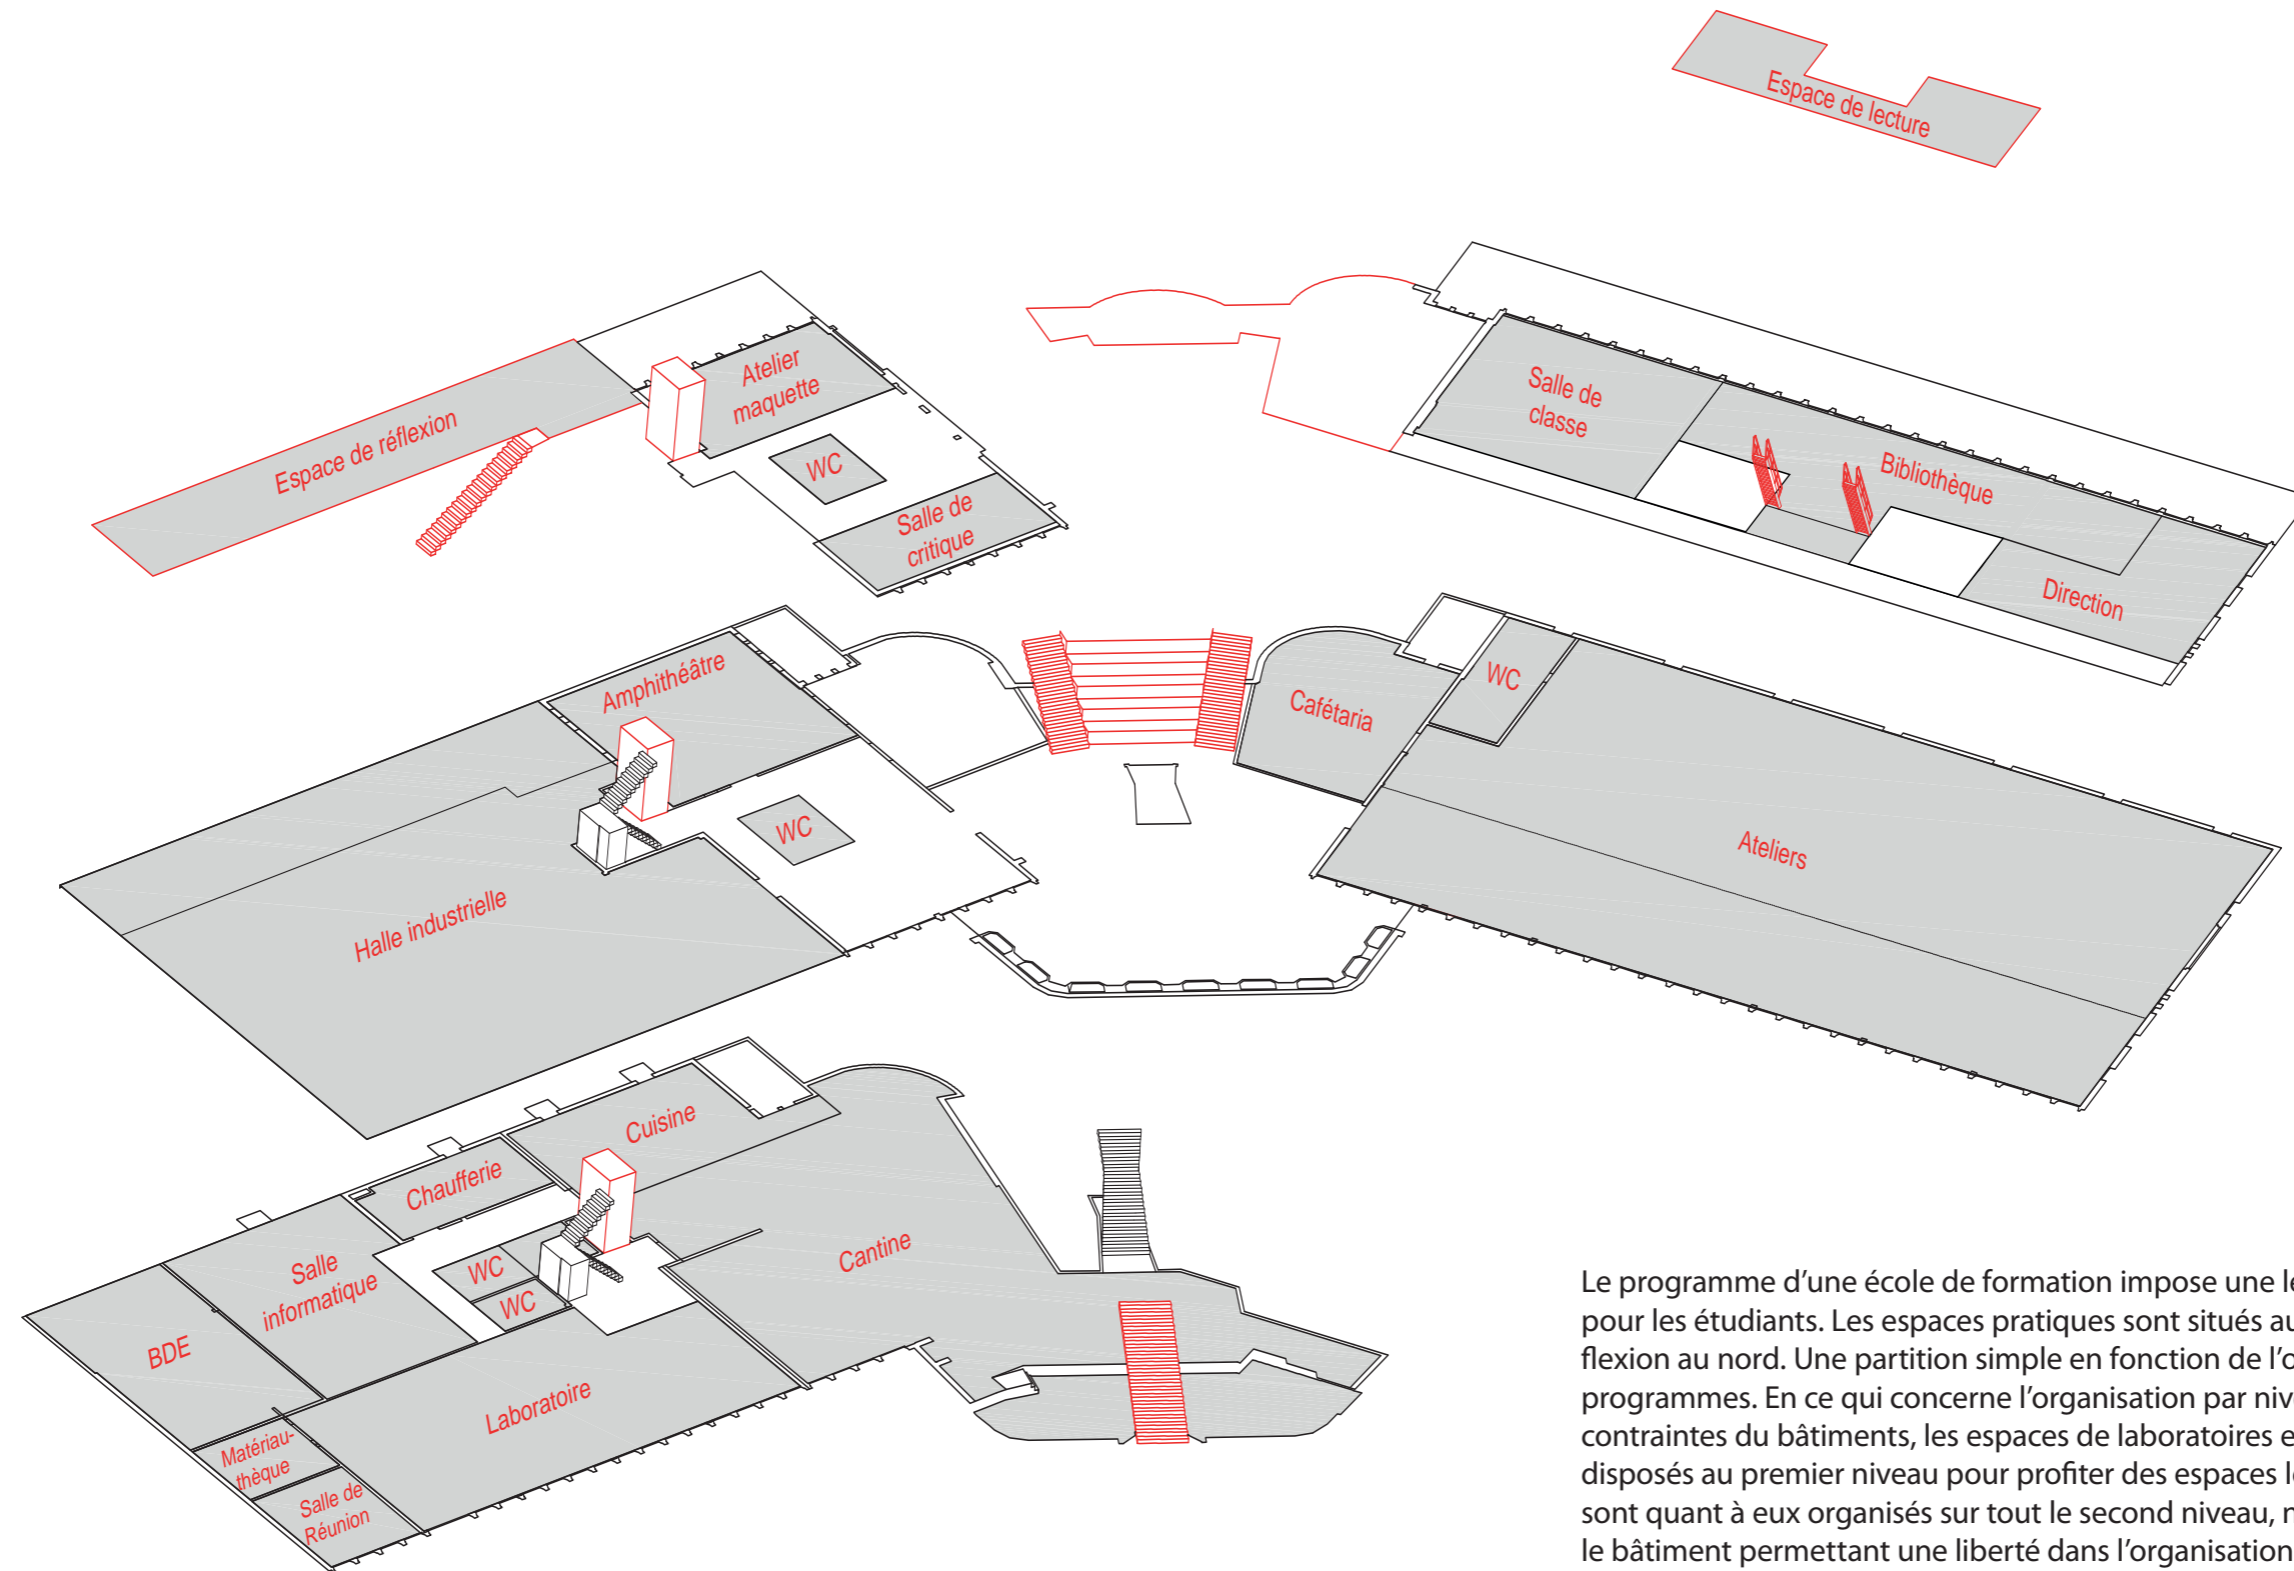 Espace de lecture
Atelier
maquette
Espace de réflexion
WC
Salle de
critique
Salle de
classe
Bibliothèque
Direction
Amphithéâtre
WC
Halle industrielle
Cafétaria
WC
Ateliers
Cuisine
Chaufferie
Cantine
Salle
informatique
WC
WC
BDE
Laboratoire
Matériau-
thèque
Salle de
Réunion
Le programme d’une école de formation impose une
pour les étudiants. Les espaces pratiques sont situés
flexion au nord. Une partition simple en fonction de
programmes. En ce qui concerne l’organisation par
contraintes du bâtiments, les espaces de laboratoires
disposés au premier niveau pour profiter des espaces
sont quant à eux organisés sur tout le second niveau,
le bâtiment permettant une liberté dans l’organisation